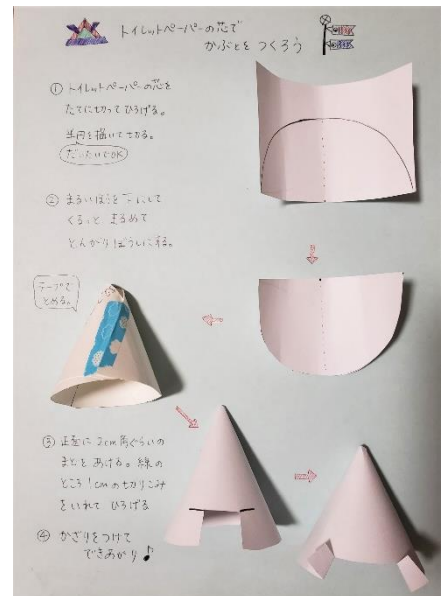 トイレットペーパーの芯で
かぶとをつくろう
① トイレットペーパーの芯を
たてに切ってひろげる。
半円を描いて切る。
だいたいでOK
② まるいほうを下にして
くるっと まるめて
とんがりぼうしにする。
テープで
とめる。
③ 正面に 2cm角ぐらいの
まどをあける。線の
ところ1cmの切りこみ
をいれて ひろげる
④ かざりをつけて
できあがり♪